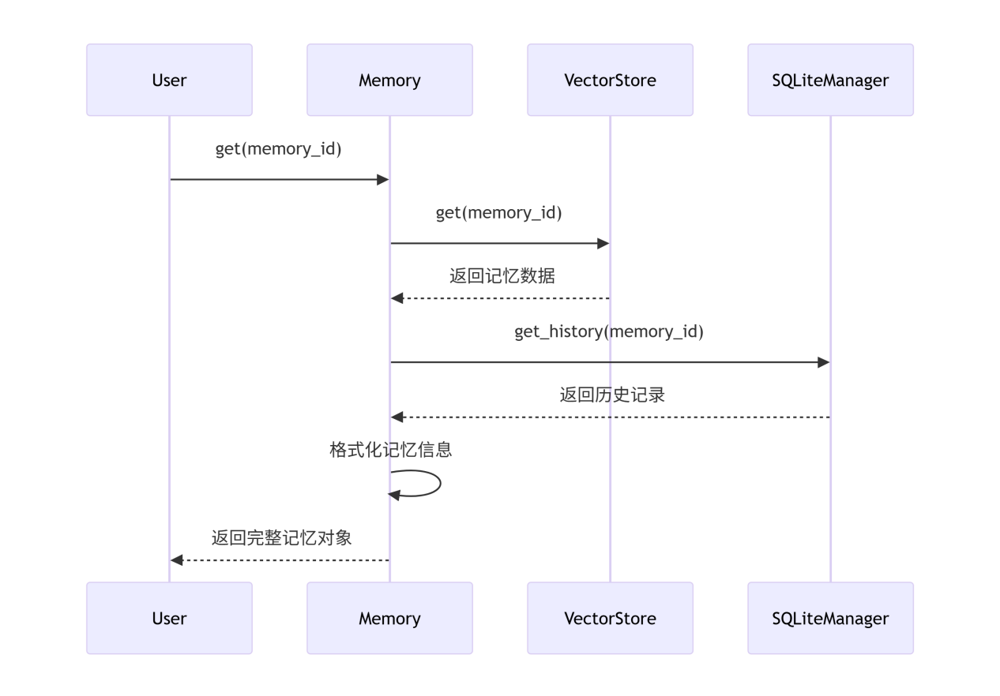 User
Memory
VectorStore
SQLiteManager
get(memory_id)
get(memory_id)
返回记忆数据
get_history(memory_id)
返回历史记录
格式化记忆信息
返回完整记忆对象
User
Memory
VectorStore
SQLiteManager